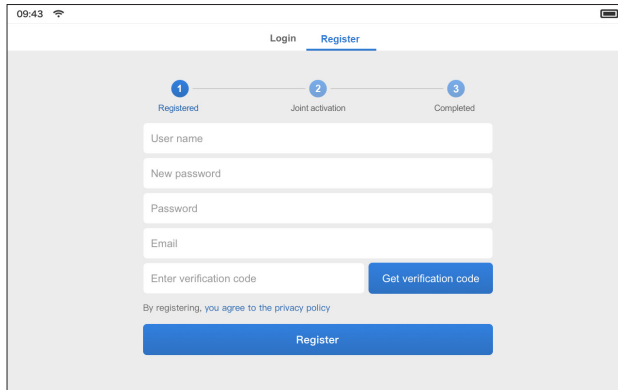 09:43
Login Register
1 2 3
Registered Joint activation Completed
User name
New password
Password
Email
Enter verification code Get verification code
By registering, you agree to the privacy policy
Register